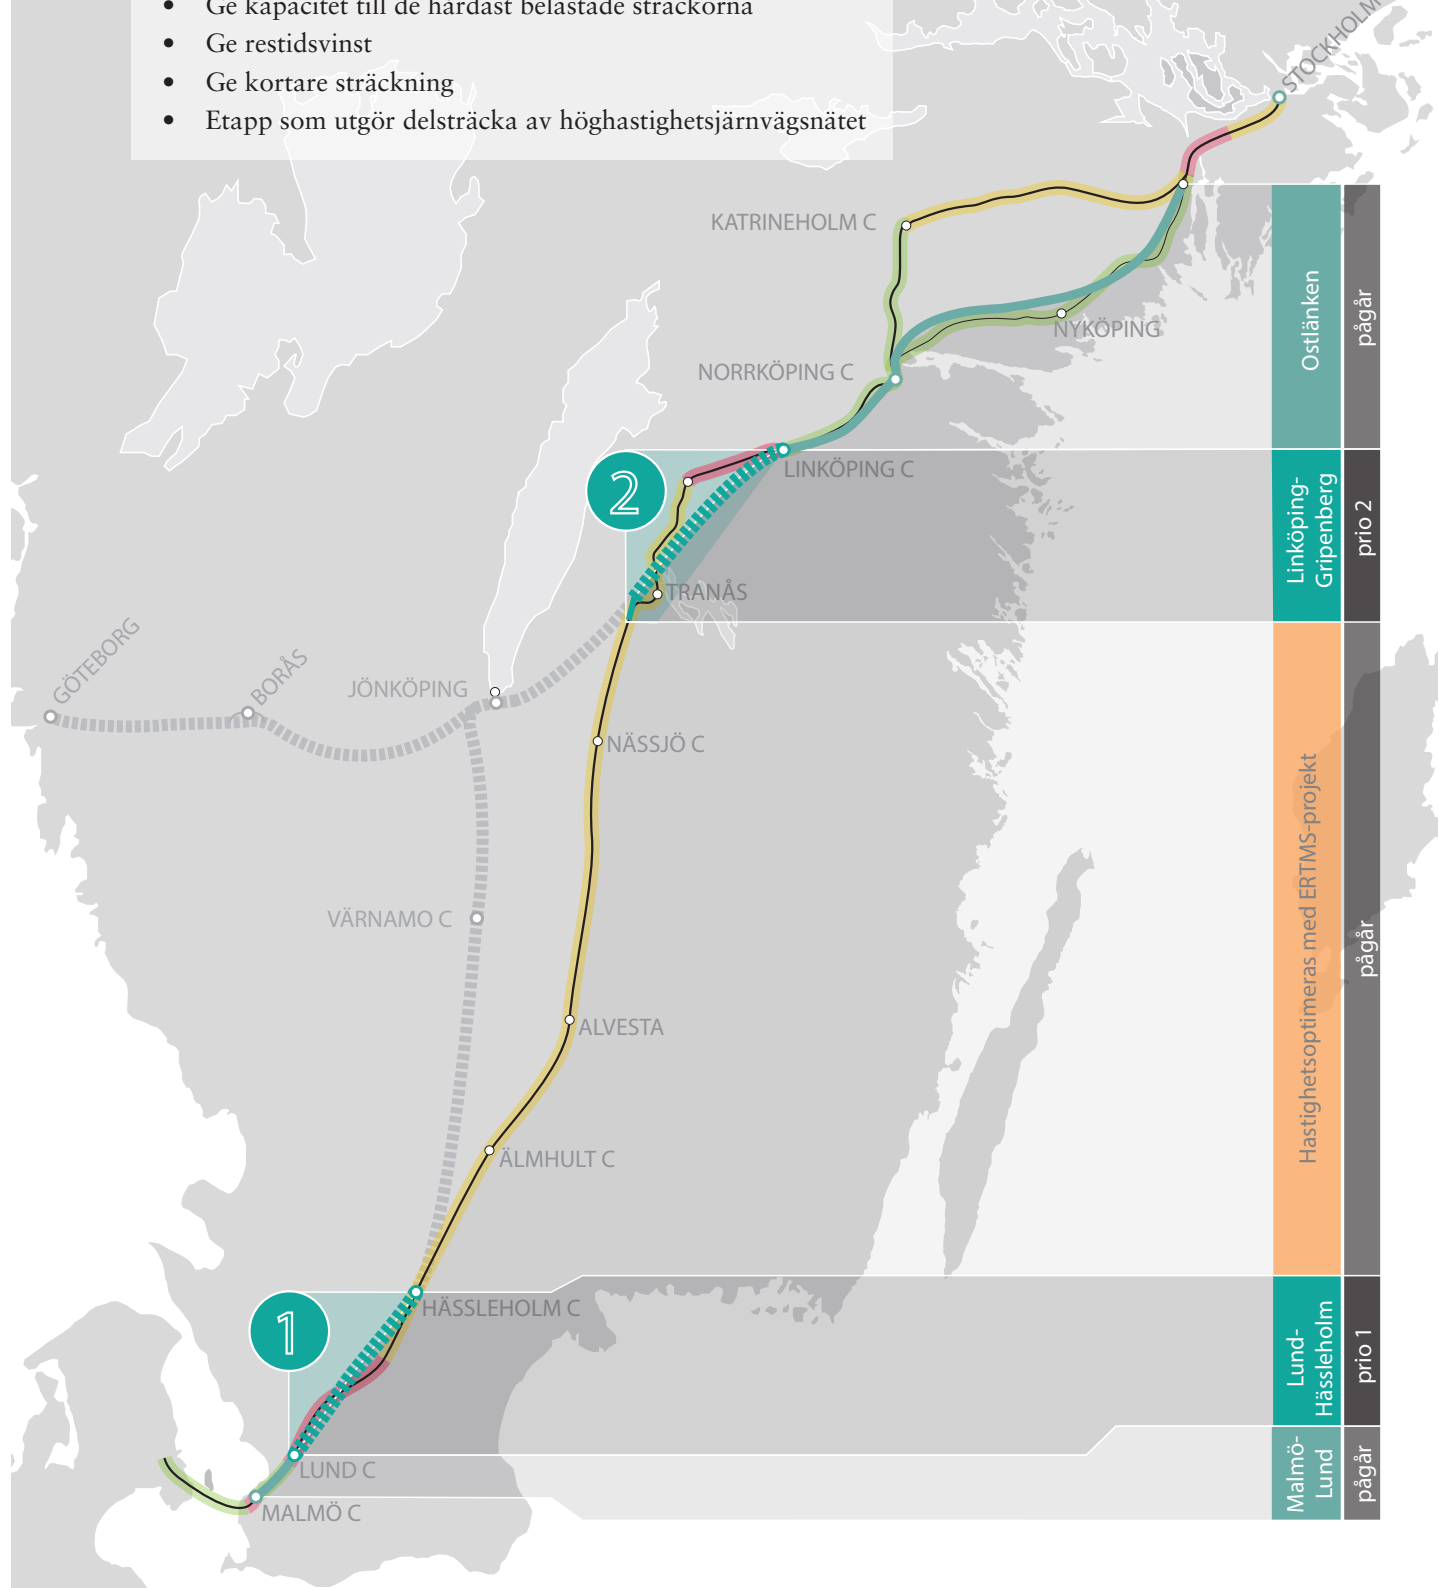 • Ge kapacitet till de hårdast belastade sträckorna
• Ge restidsvinst
• Ge kortare sträckning
• Etapp som utgör delsträcka av höghastighetsjärnvägsnätet
STOCKHOLM
KATRINEHOLM C
NYKÖPING
NORRKÖPING C
LINKÖPING C
2
TRANÅS
GÖTEBORG
BORÅS
JÖNKÖPING
NÄSSJÖ C
VÄRNAMO C
ALVESTA
ÄLMHULT C
HÄSSLEHOLM C
1
LUND C
MALMÖ C
Ostlänken
pågår
Linköping-
Gripenberg
prio 2
Hastighetsoptimeras med ERTMS-projekt
pågår
Lund-
Hässleholm
prio 1
Malmö-
Lund
pågår